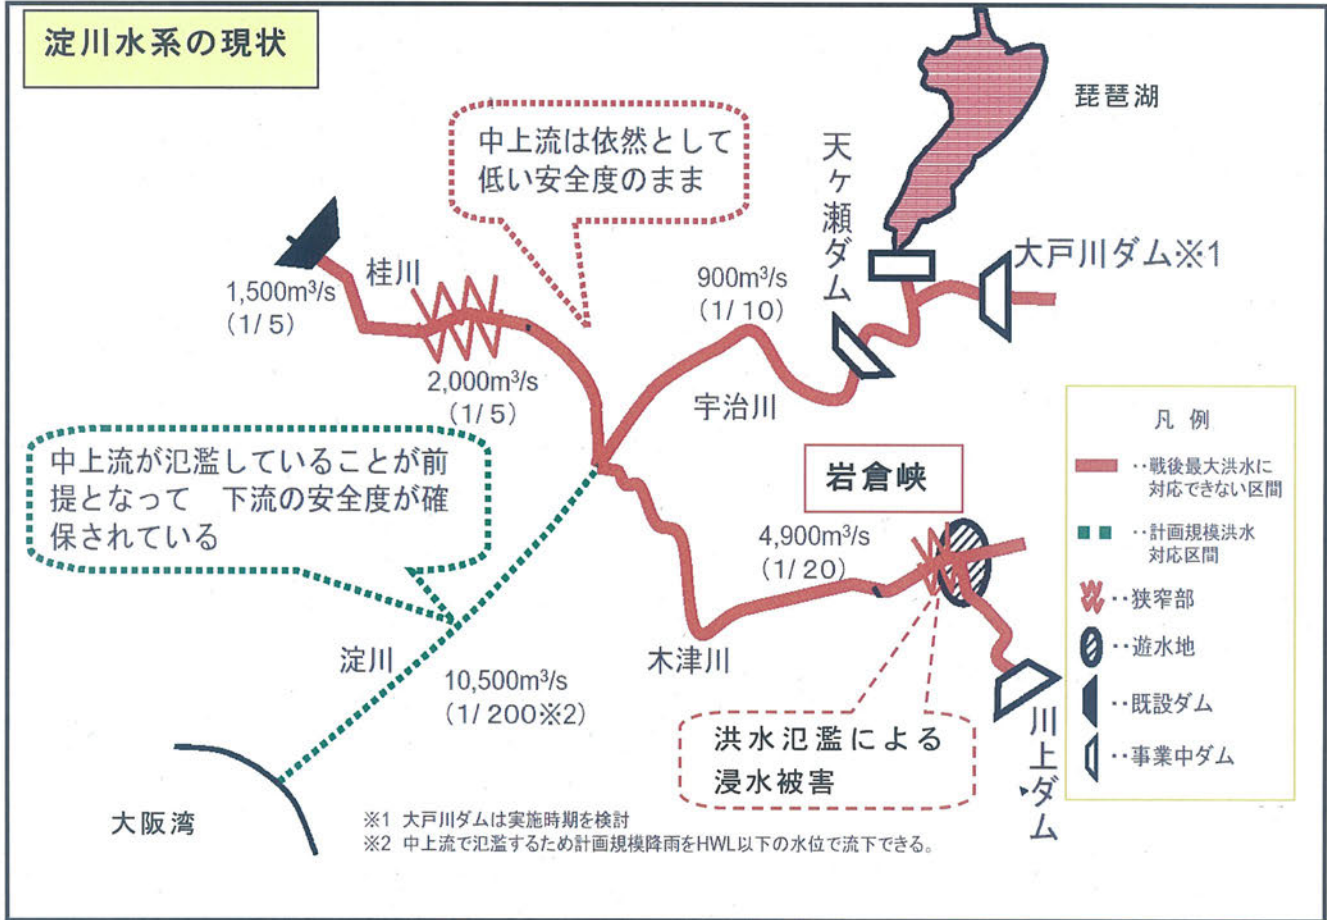 淀川水系の現状
琵琶湖
中上流は依然として
低い安全度のまま
天ヶ瀬ダム
大戸川ダム※1
桂川
1,500m³/s
(1/5)
900m³/s
(1/10)
2,000m³/s
(1/5)
宇治川
中上流が氾濫していることが前
提となって　下流の安全度が確
保されている
岩倉峡
4,900m³/s
(1/20)
淀川
木津川
10,500m³/s
(1/200※2)
洪水氾濫による
浸水被害
川上ダム
大阪湾
凡 例
‥戦後最大洪水に
対応できない区間
‥計画規模洪水
対応区間
‥狭窄部
‥遊水地
‥既設ダム
‥事業中ダム
※1 大戸川ダムは実施時期を検討
※2 中上流で氾濫するため計画規模降雨をHWL以下の水位で流下できる。